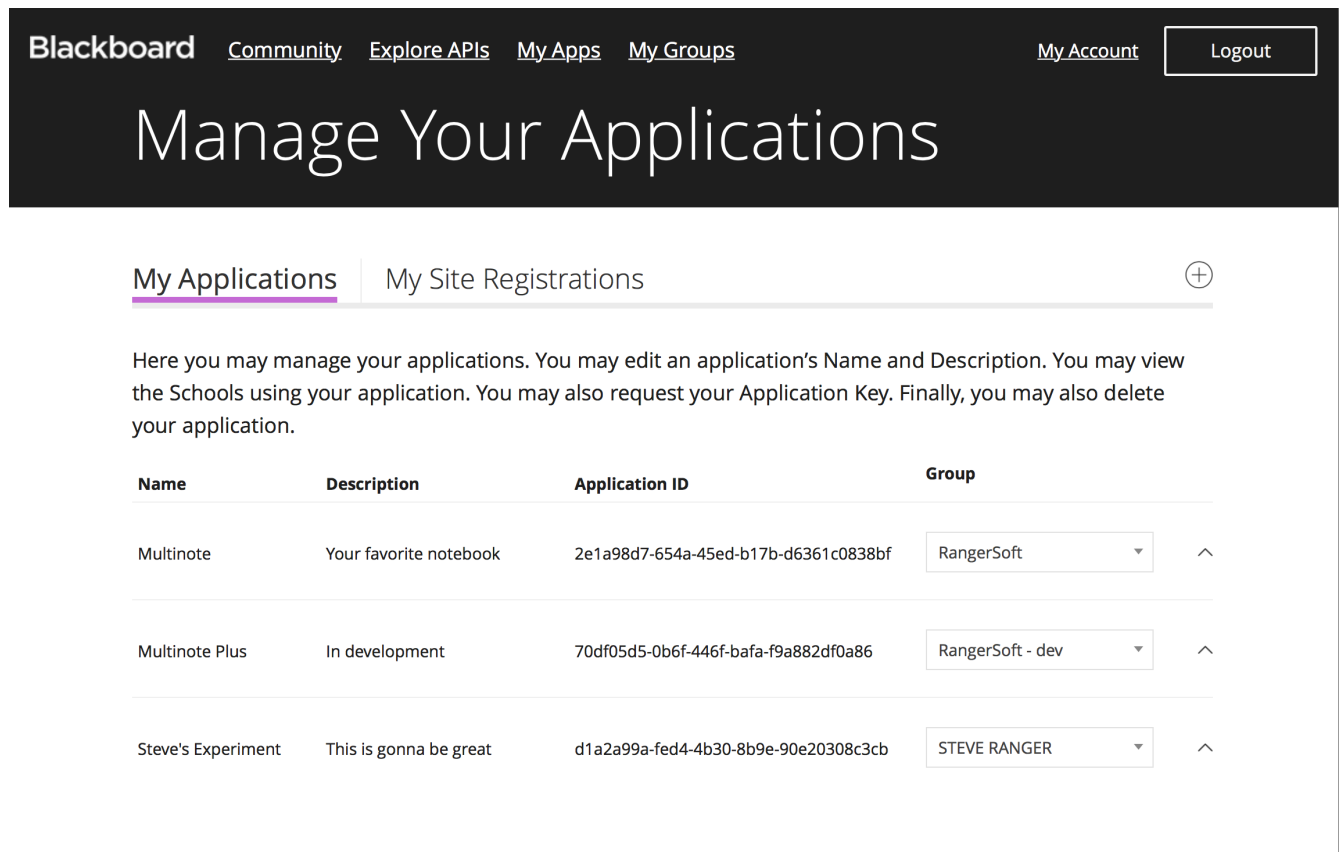 Blackboard Community Explore APIs My Apps My Groups My Account Logout
Manage Your Applications
My Applications My Site Registrations
Here you may manage your applications. You may edit an application’s Name and Description. You may view
the Schools using your application. You may also request your Application Key. Finally, you may also delete
your application.
Name Description Application ID Group
Multinote Your favorite notebook 2e1a98d7-654a-45ed-b17b-d6361c0838bf RangerSoft
Multinote Plus In development 70df05d5-0b6f-446f-bafa-f9a882df0a86 RangerSoft - dev
Steve's Experiment This is gonna be great d1a2a99a-fed4-4b30-8b9e-90e20308c3cb STEVE RANGER